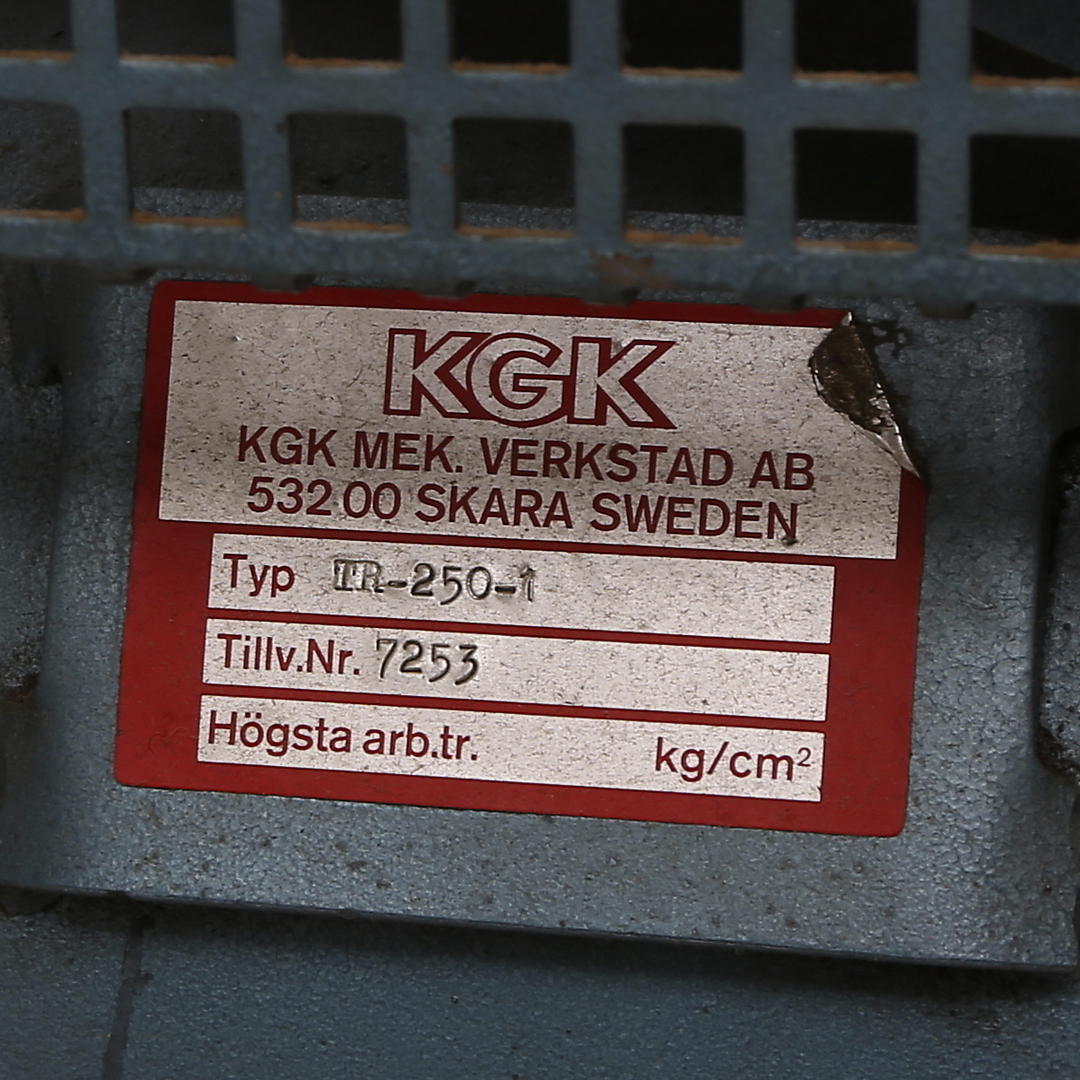 KGK
KGK MEK. VERKSTAD AB
532 00 SKARA SWEDEN
Typ TR-250-1
Tillv.Nr. 7253
Högsta arb.tr. kg/cm²